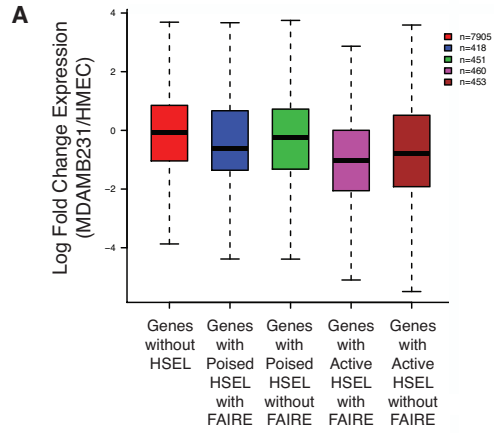 A
Log Fold Change Expression
(MDAMB231/HMEC)
4
2
0
−2
−4
n=7905
n=418
n=451
n=460
n=453
Genes
without
HSEL
Genes
with
Poised
HSEL
with
FAIRE
Genes
with
Poised
HSEL
without
FAIRE
Genes
with
Active
HSEL
with
FAIRE
Genes
with
Active
HSEL
without
FAIRE